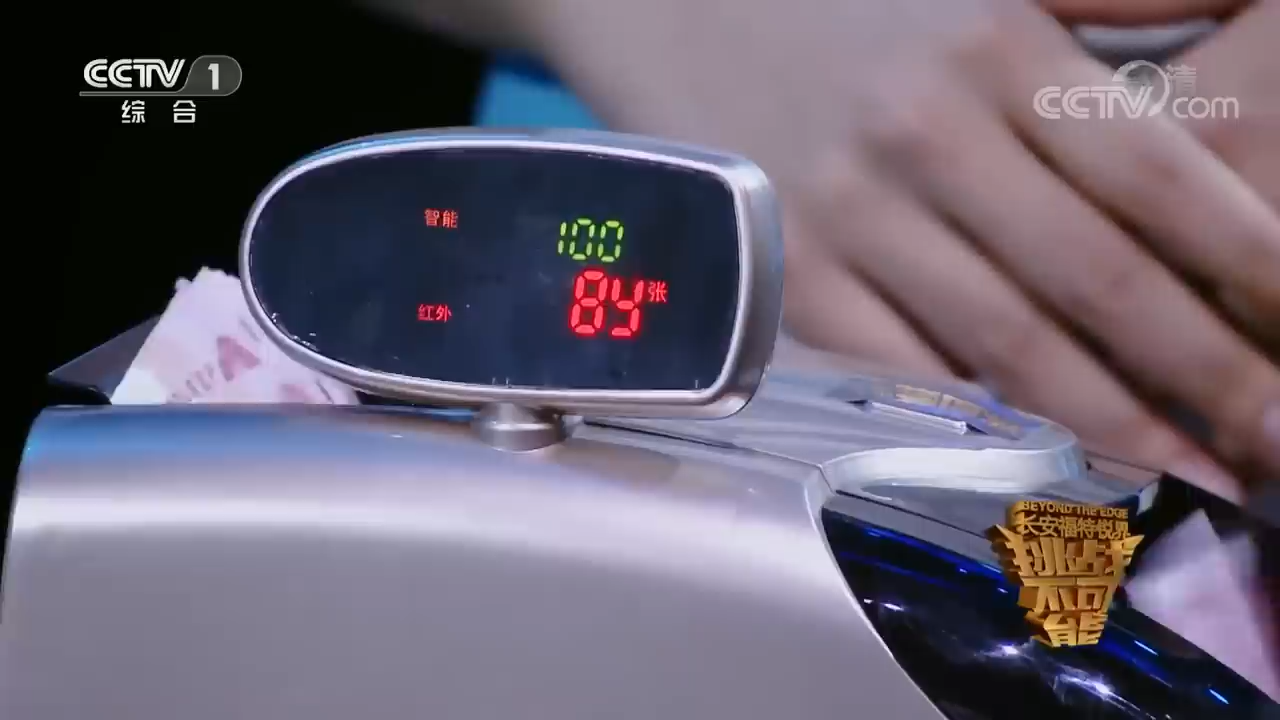 CCTV 1
综合
清
CCTV.com
智能
100
张
红外
BEYOND THE EDGE
长安福特锐界
挑战
不可
能